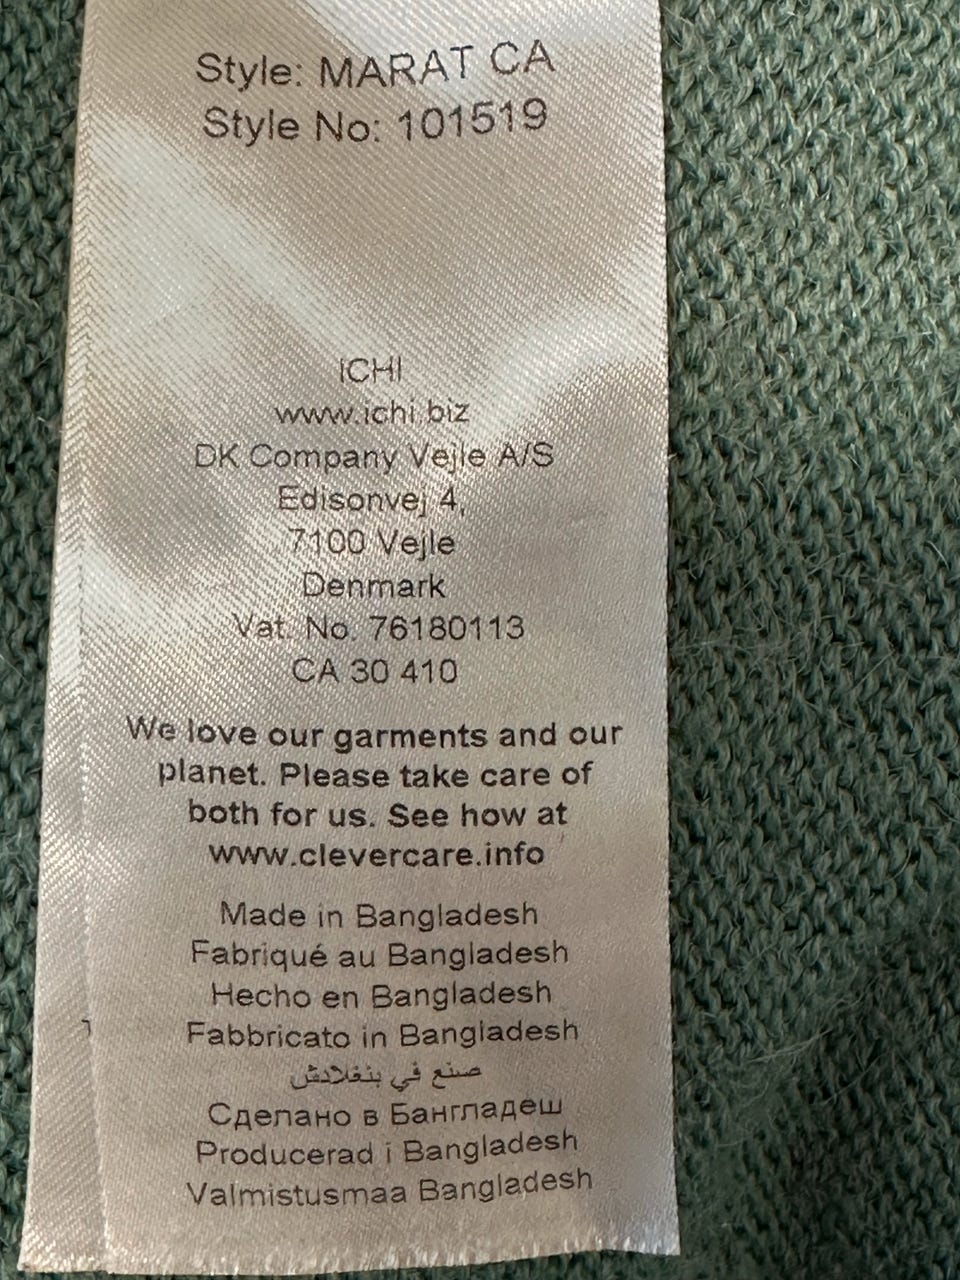 Style: MARAT CA
Style No: 101519
ICHI
www.ichi.biz
DK Company Vejle A/S
Edisonvej 4,
7100 Vejle
Denmark
Vat. No. 76180113
CA 30 410
We love our garments and our
planet. Please take care of
both for us. See how at
www.clevercare.info
Made in Bangladesh
Fabriqué au Bangladesh
Hecho en Bangladesh
Fabbricato in Bangladesh
صنع في بنغلادش
Сделано в Бангладеш
Producerad i Bangladesh
Valmistusmaa Bangladesh